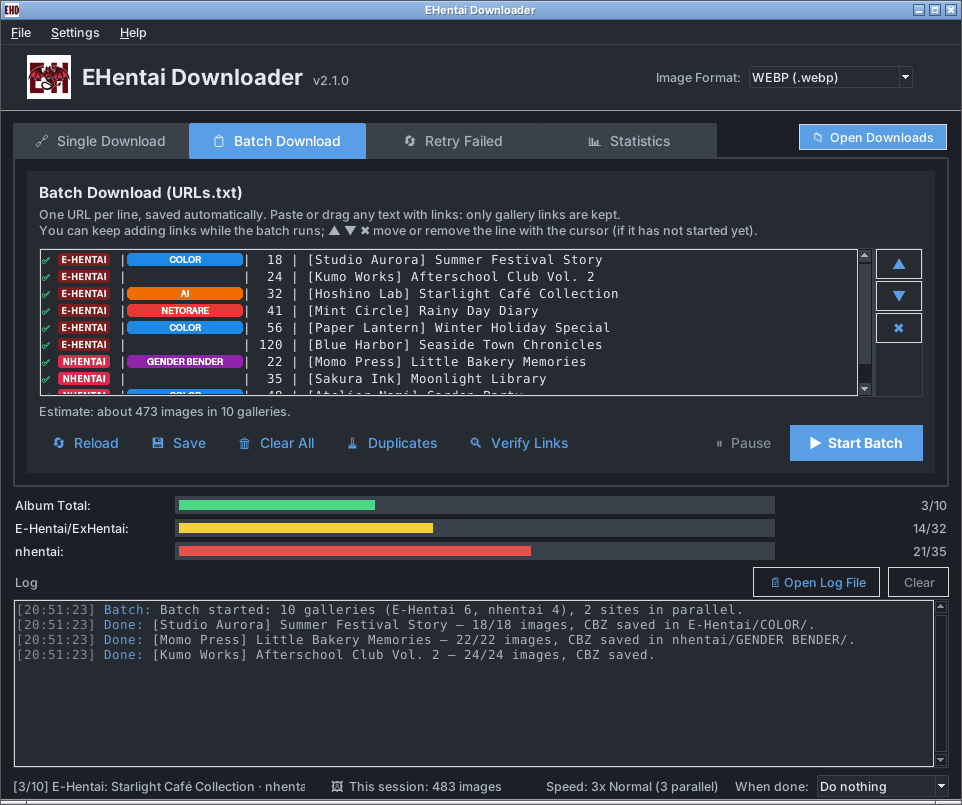 EHD EHentai Downloader
File Settings Help
EH EHentai Downloader v2.1.0 Image Format: WEBP (.webp)
Single Download Batch Download Retry Failed Statistics Open Downloads
Batch Download (URLs.txt)
One URL per line, saved automatically. Paste or drag any text with links: only gallery links are kept.
You can keep adding links while the batch runs; ▲ ▼ ✖ move or remove the line with the cursor (if it has not started yet).
✓ E-HENTAI | COLOR | 18 | [Studio Aurora] Summer Festival Story
✓ E-HENTAI | | 24 | [Kumo Works] Afterschool Club Vol. 2
✓ E-HENTAI | AI | 32 | [Hoshino Lab] Starlight Café Collection
✓ E-HENTAI | NETORARE | 41 | [Mint Circle] Rainy Day Diary
✓ E-HENTAI | COLOR | 56 | [Paper Lantern] Winter Holiday Special
✓ E-HENTAI | | 120 | [Blue Harbor] Seaside Town Chronicles
✓ NHENTAI | GENDER BENDER | 22 | [Momo Press] Little Bakery Memories
✓ NHENTAI | | 35 | [Sakura Ink] Moonlight Library
Estimate: about 473 images in 10 galleries.
Reload Save Clear All Duplicates Verify Links Pause ▶ Start Batch
Album Total: 3/10
E-Hentai/ExHentai: 14/32
nhentai: 21/35
Log Open Log File Clear
[20:51:23] Batch: Batch started: 10 galleries (E-Hentai 6, nhentai 4), 2 sites in parallel.
[20:51:23] Done: [Studio Aurora] Summer Festival Story — 18/18 images, CBZ saved in E-Hentai/COLOR/.
[20:51:23] Done: [Momo Press] Little Bakery Memories — 22/22 images, CBZ saved in nhentai/GENDER BENDER/.
[20:51:23] Done: [Kumo Works] Afterschool Club Vol. 2 — 24/24 images, CBZ saved.
[3/10] E-Hentai: Starlight Café Collection · nhenta This session: 483 images Speed: 3x Normal (3 parallel) When done: Do nothing